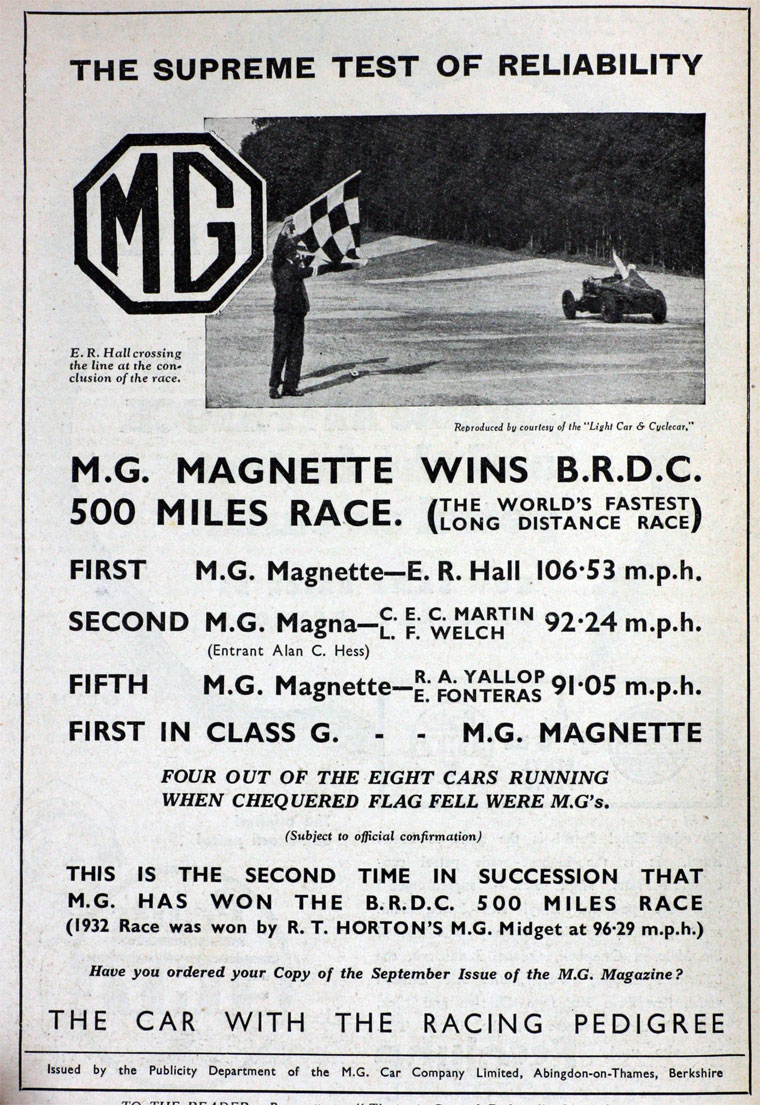 THE SUPREME TEST OF RELIABILITY
MG
E. R. Hall crossing
the line at the con-
clusion of the race.
Reproduced by courtesy of the "Light Car & Cyclecar."
M.G. MAGNETTE WINS B.R.D.C.
500 MILES RACE. (THE WORLD'S FASTEST
LONG DISTANCE RACE)
FIRST M.G. Magnette—E. R. Hall 106·53 m.p.h.
SECOND M.G. Magna—C. E. C. MARTIN
L. F. WELCH 92·24 m.p.h.
(Entrant Alan C. Hess)
FIFTH M.G. Magnette—R. A. YALLOP
E. FONTERAS 91·05 m.p.h.
FIRST IN CLASS G. - - M.G. MAGNETTE
FOUR OUT OF THE EIGHT CARS RUNNING
WHEN CHEQUERED FLAG FELL WERE M.G's.
(Subject to official confirmation)
THIS IS THE SECOND TIME IN SUCCESSION THAT
M.G. HAS WON THE B.R.D.C. 500 MILES RACE
(1932 Race was won by R. T. HORTON'S M.G. Midget at 96·29 m.p.h.)
Have you ordered your Copy of the September Issue of the M.G. Magazine?
THE CAR WITH THE RACING PEDIGREE
Issued by the Publicity Department of the M.G. Car Company Limited, Abingdon-on-Thames, Berkshire
TO THE READER